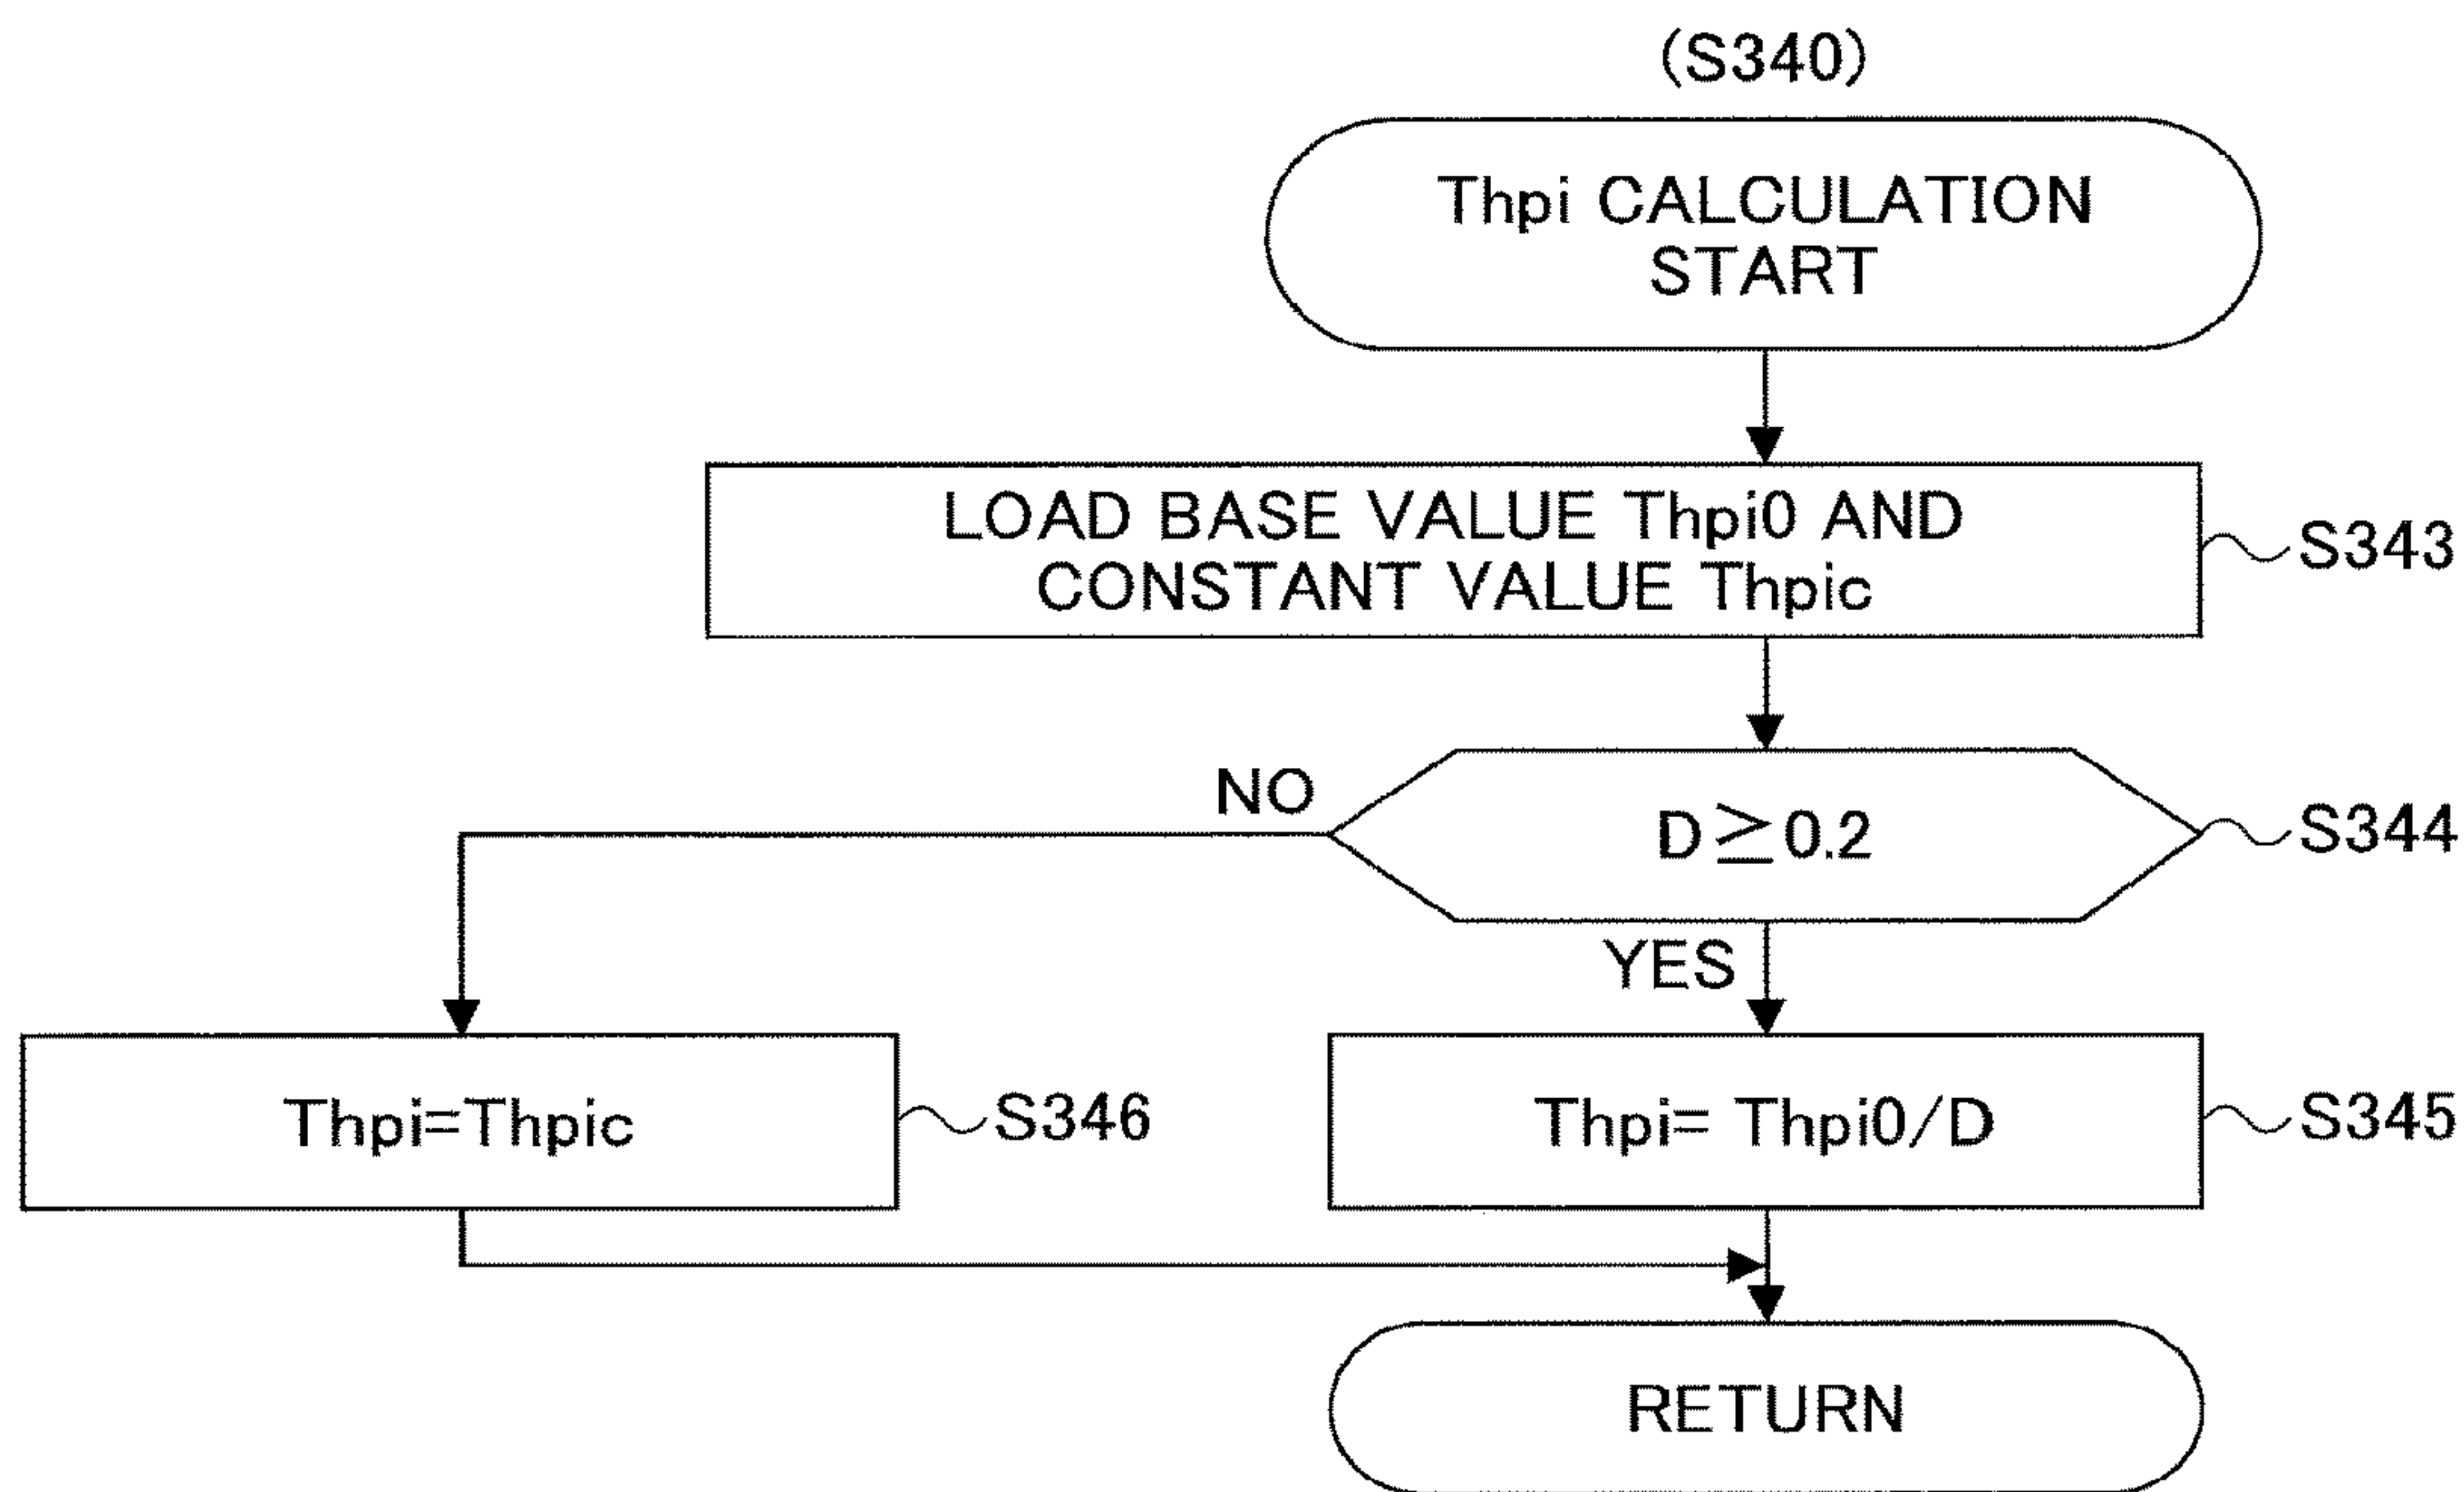 (S340)
Thpi CALCULATION
START
LOAD BASE VALUE Thpi0 AND
CONSTANT VALUE Thpic
S343
NO
D≧0.2
S344
YES
Thpi=Thpic
S346
Thpi= Thpi0/D
S345
RETURN